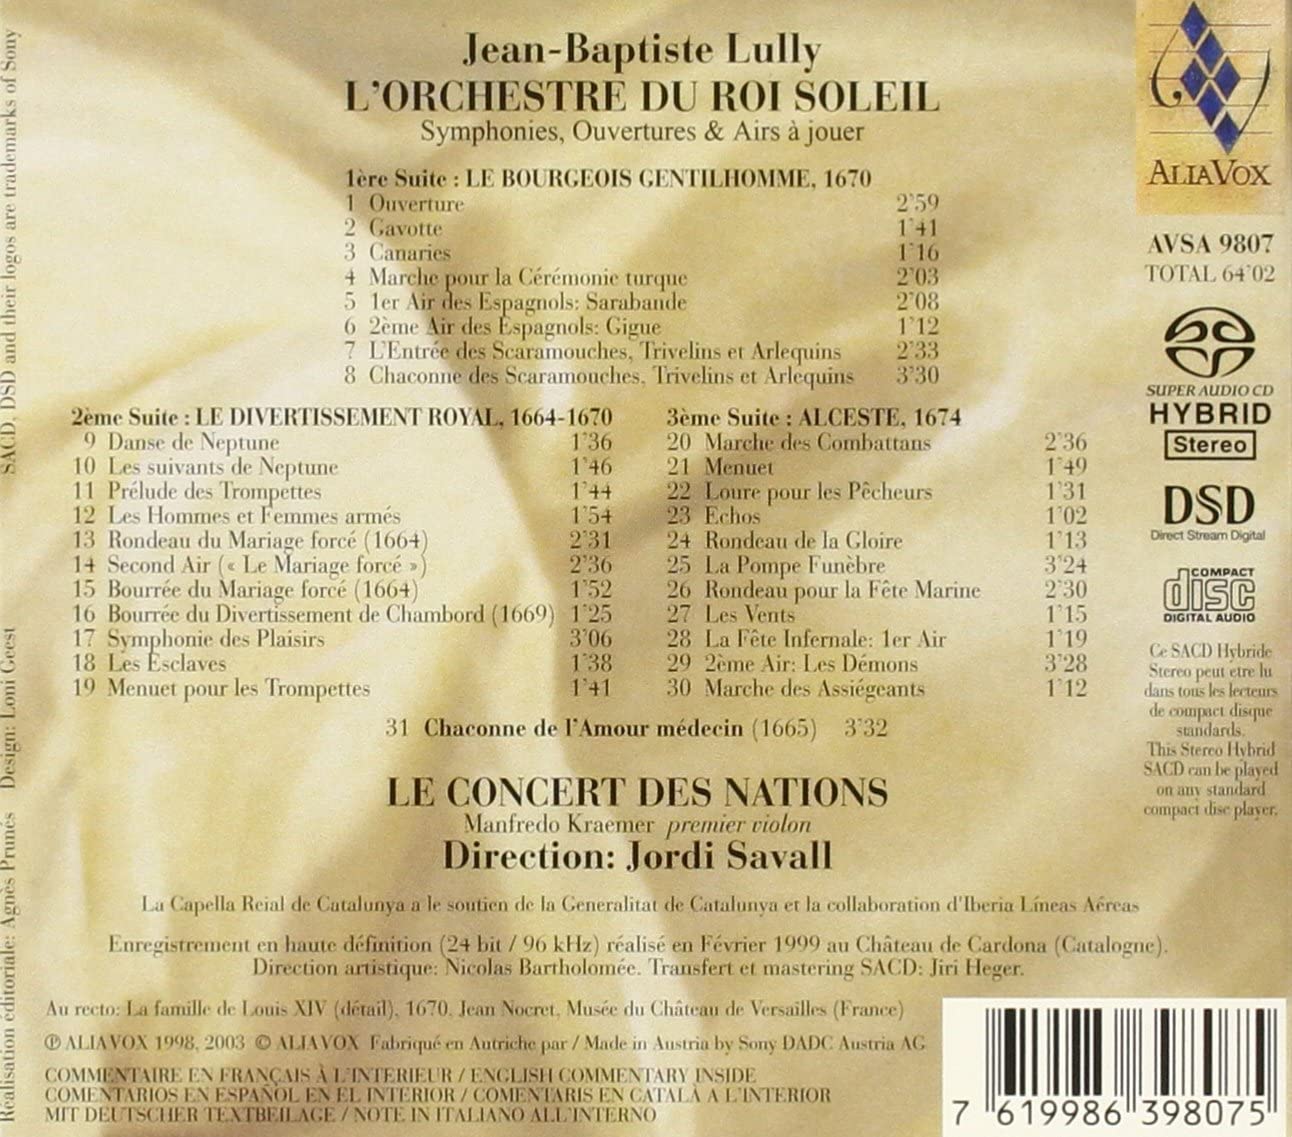 Jean-Baptiste Lully
L'ORCHESTRE DU ROI SOLEIL
Symphonies, Ouvertures & Airs à jouer
1ère Suite : LE BOURGEOIS GENTILHOMME, 1670
1 Ouverture 2'59
2 Gavotte 1'41
3 Canaries 1'16
4 Marche pour la Cérémonie turque 2'03
5 1er Air des Espagnols: Sarabande 2'08
6 2ème Air des Espagnols: Gigue 1'12
7 L'Entrée des Scaramouches, Trivelins et Arlequins 2'33
8 Chaconne des Scaramouches, Trivelins et Arlequins 3'30
2ème Suite : LE DIVERTISSEMENT ROYAL, 1664-1670
9 Danse de Neptune 1'36
10 Les suivants de Neptune 1'46
11 Prélude des Trompettes 1'44
12 Les Hommes et Femmes armés 1'54
13 Rondeau du Mariage forcé (1664) 2'31
14 Second Air (« Le Mariage forcé ») 2'36
15 Bourrée du Mariage forcé (1664) 1'52
16 Bourrée du Divertissement de Chambord (1669) 1'25
17 Symphonie des Plaisirs 3'06
18 Les Esclaves 1'38
19 Menuet pour les Trompettes 1'41
3ème Suite : ALCESTE, 1674
20 Marche des Combattans 2'36
21 Menuet 1'49
22 Loure pour les Pêcheurs 1'31
23 Echos 1'02
24 Rondeau de la Gloire 1'13
25 La Pompe Funèbre 3'24
26 Rondeau pour la Fête Marine 2'30
27 Les Vents 1'15
28 La Fête Infernale: 1er Air 1'19
29 2ème Air: Les Démons 3'28
30 Marche des Assiégeants 1'12
31 Chaconne de l'Amour médecin (1665) 3'32
LE CONCERT DES NATIONS
Manfredo Kraemer premier violon
Direction: Jordi Savall
La Capella Reial de Catalunya a le soutien de la Generalitat de Catalunya et la collaboration d'Iberia Líneas Aéreas
Enregistrement en haute définition (24 bit / 96 kHz) réalisé en Février 1999 au Château de Cardona (Catalogne).
Direction artistique: Nicolas Bartholomée. Transfert et mastering SACD: Jiri Heger.
Au recto: La famille de Louis XIV (détail), 1670, Jean Nocret, Musée du Château de Versailles (France)
℗ ALIA VOX 1998, 2003 © ALIA VOX Fabriqué en Autriche par / Made in Austria by Sony DADC Austria AG
COMMENTAIRE EN FRANÇAIS À L'INTERIEUR / ENGLISH COMMENTARY INSIDE
COMENTARIOS EN ESPAÑOL EN EL INTERIOR / COMENTARIS EN CATALÀ A L'INTERIOR
MIT DEUTSCHER TEXTBEILAGE / NOTE IN ITALIANO ALL'INTERNO
ALIA VOX
AVSA 9807
TOTAL 64'02
SUPER AUDIO CD
HYBRID
Stereo
DSD
Direct Stream Digital
COMPACT
disc
DIGITAL AUDIO
Ce SACD Hybride
Stereo peut etre lu
dans tous les lecteurs
de compact disque
standards.
This Stereo Hybrid
SACD can be played
on any standard
compact disc player.
7 619986 398075
Réalisation editoriale: Agnès Prunés Design: Loni Geest SACD, DSD and their logos are trademarks of Sony